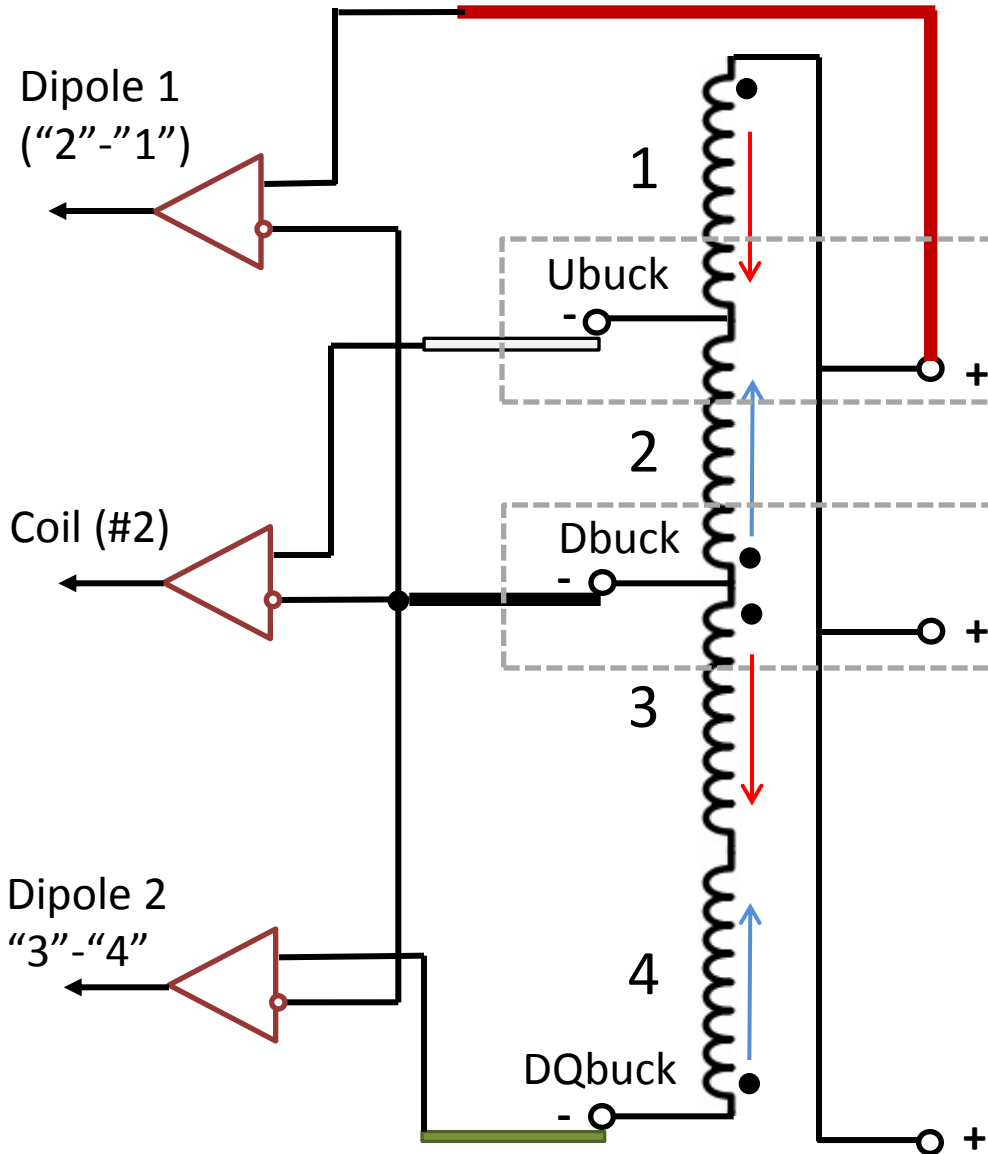 Dipole 1
(“2”-”1”)
1
Ubuck
-
+
2
Coil (#2)
Dbuck
-
+
3
Dipole 2
“3”-“4”
4
DQbuck
-
+